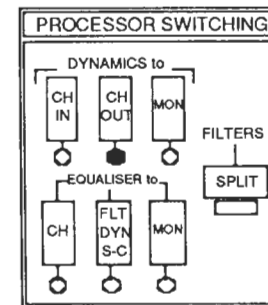 PROCESSOR SWITCHING
DYNAMICS to
CH IN
CH OUT
MON
FILTERS
SPLIT
EQUALISER to
CH
FLT DYN S-C
MON